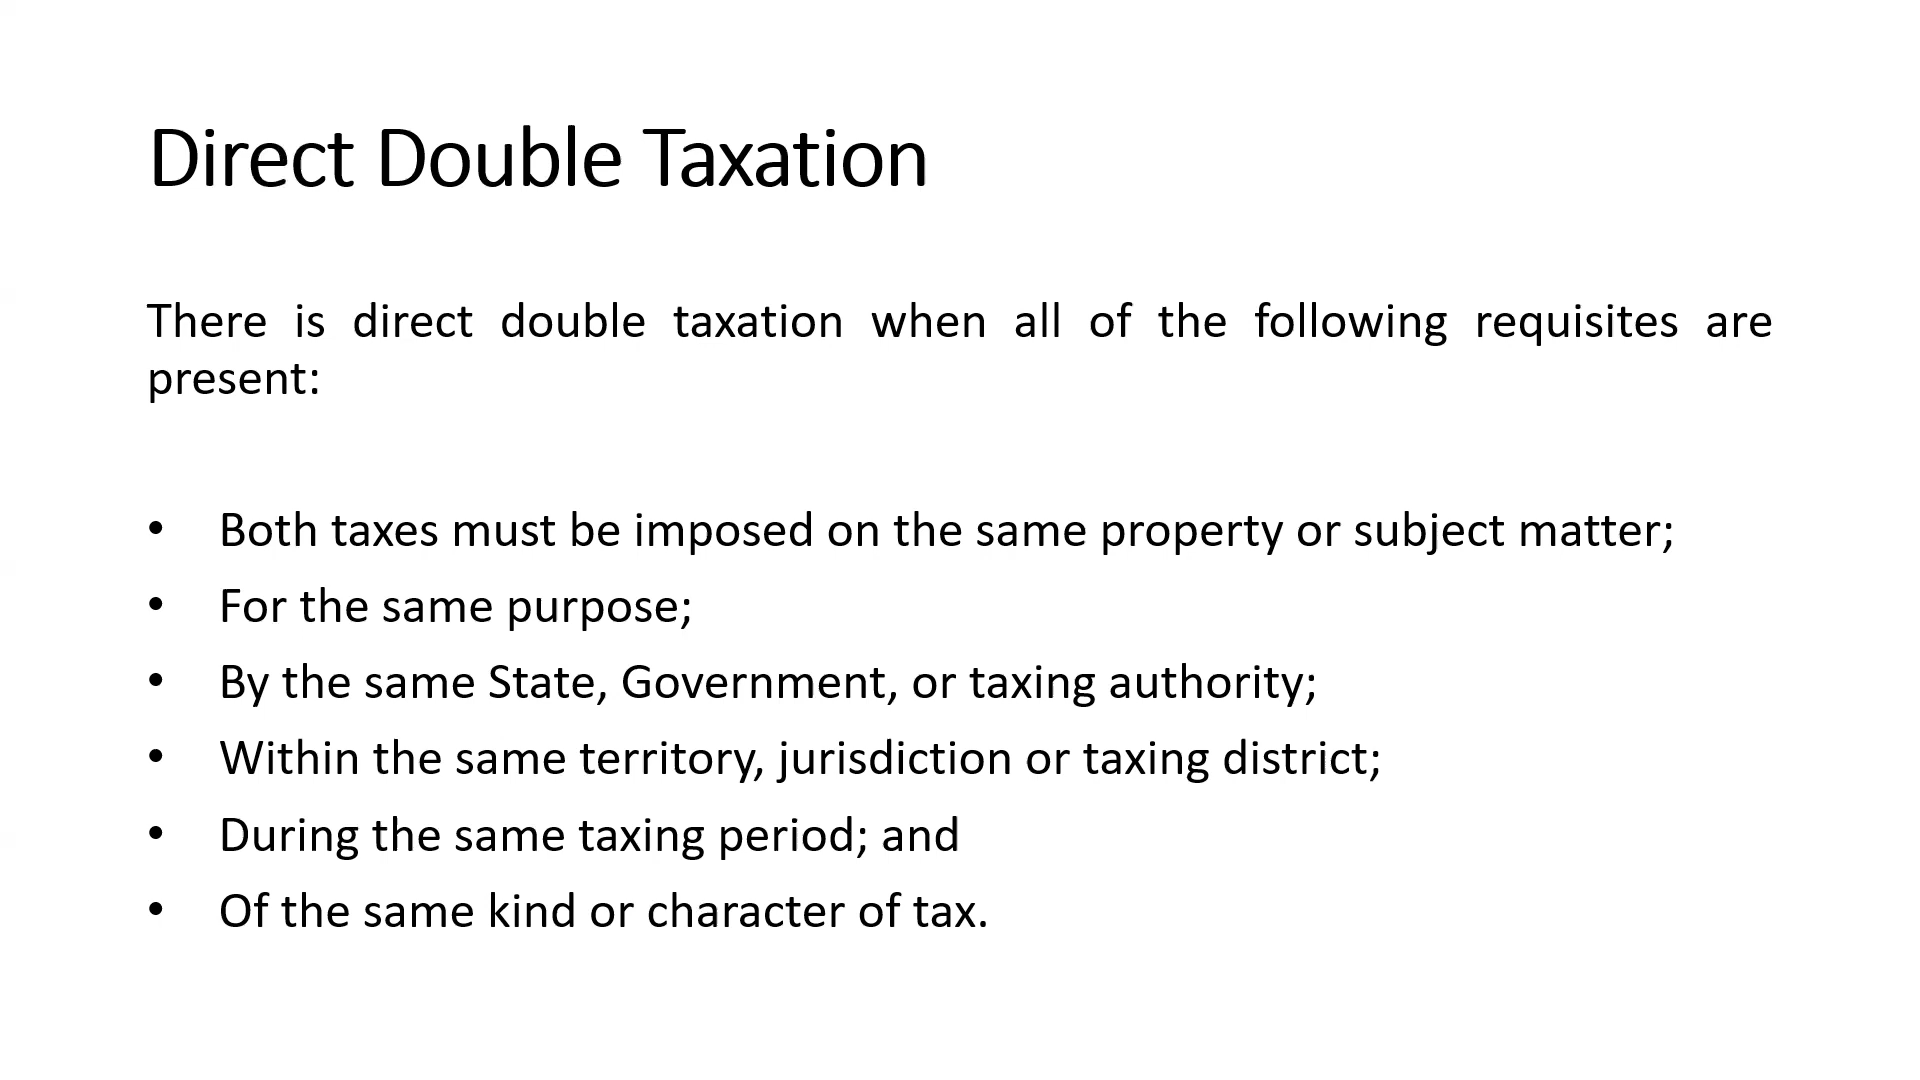 Direct Double Taxation
There is direct double taxation when all of the following requisites are
present:
• Both taxes must be imposed on the same property or subject matter;
• For the same purpose;
• By the same State, Government, or taxing authority;
• Within the same territory, jurisdiction or taxing district;
• During the same taxing period; and
• Of the same kind or character of tax.